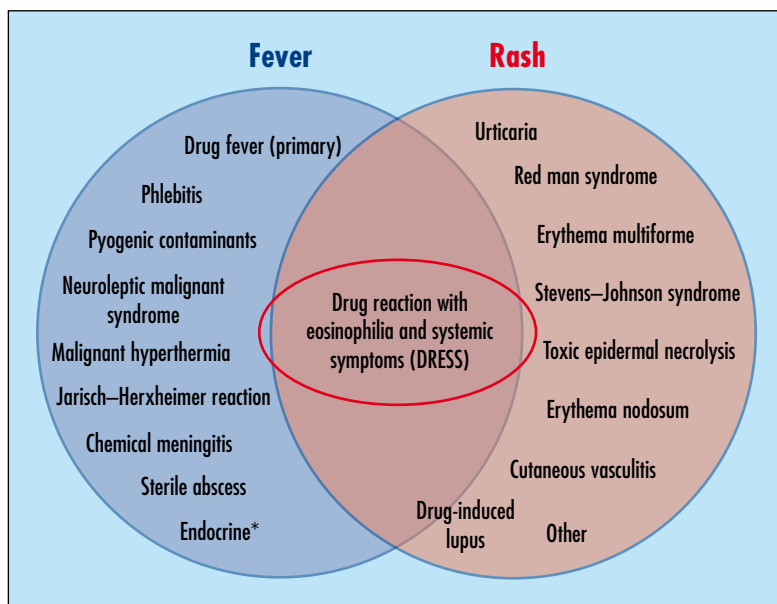 Fever
Rash
Drug fever (primary)
Phlebitis
Pyogenic contaminants
Neuroleptic malignant
syndrome
Malignant hyperthermia
Jarisch–Herxheimer reaction
Chemical meningitis
Sterile abscess
Endocrine*
Drug reaction with
eosinophilia and systemic
symptoms (DRESS)
Urticaria
Red man syndrome
Erythema multiforme
Stevens–Johnson syndrome
Toxic epidermal necrolysis
Erythema nodosum
Cutaneous vasculitis
Drug-induced
lupus
Other